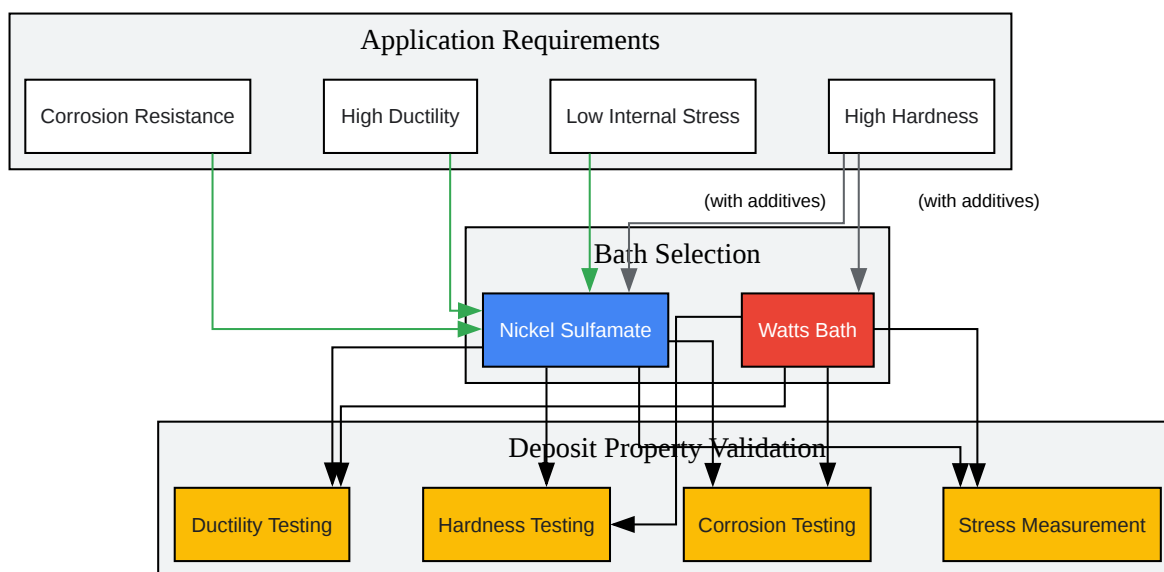 Application Requirements
Corrosion Resistance
High Ductility
Low Internal Stress
High Hardness
(with additives)
(with additives)
Bath Selection
Nickel Sulfamate
Watts Bath
Deposit Property Validation
Ductility Testing
Hardness Testing
Corrosion Testing
Stress Measurement